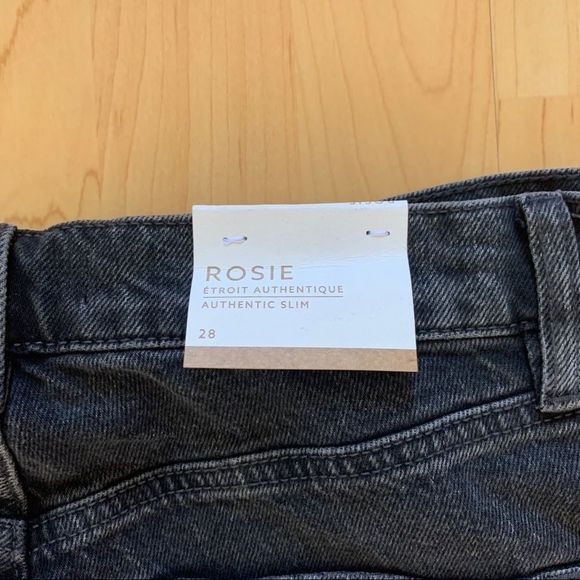 ROSIE
ÉTROIT AUTHENTIQUE
AUTHENTIC SLIM
28